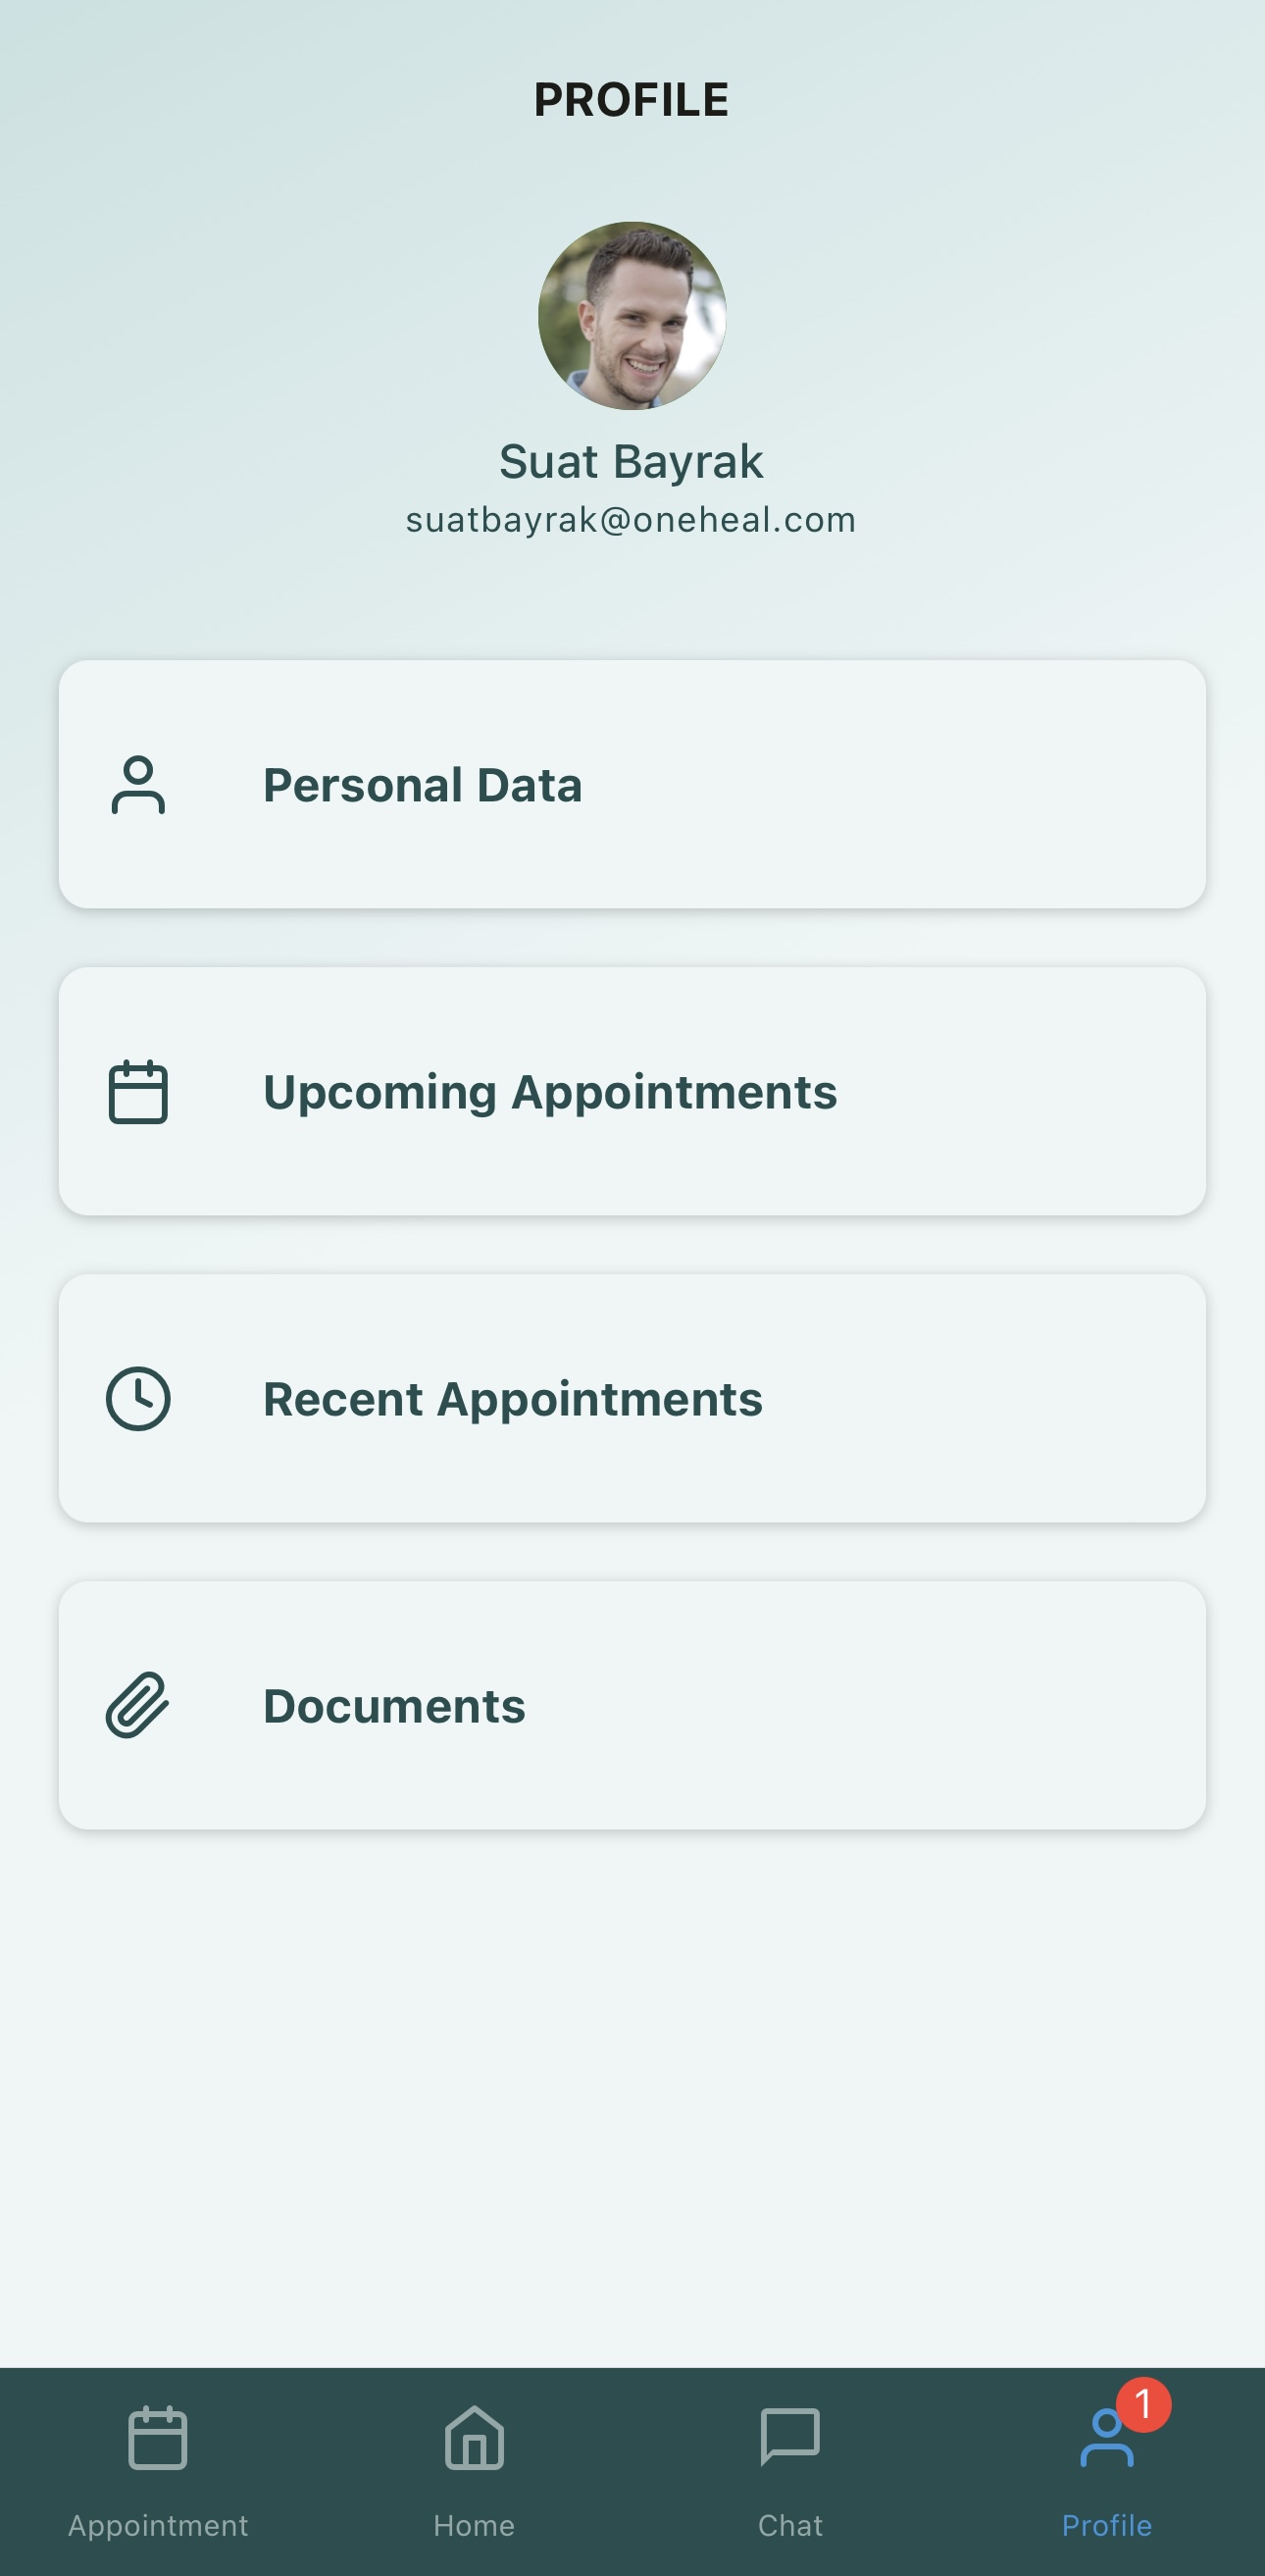 PROFILE
Suat Bayrak
suatbayrak@oneheal.com
Personal Data
Upcoming Appointments
Recent Appointments
Documents
1
Appointment
Home
Chat
Profile